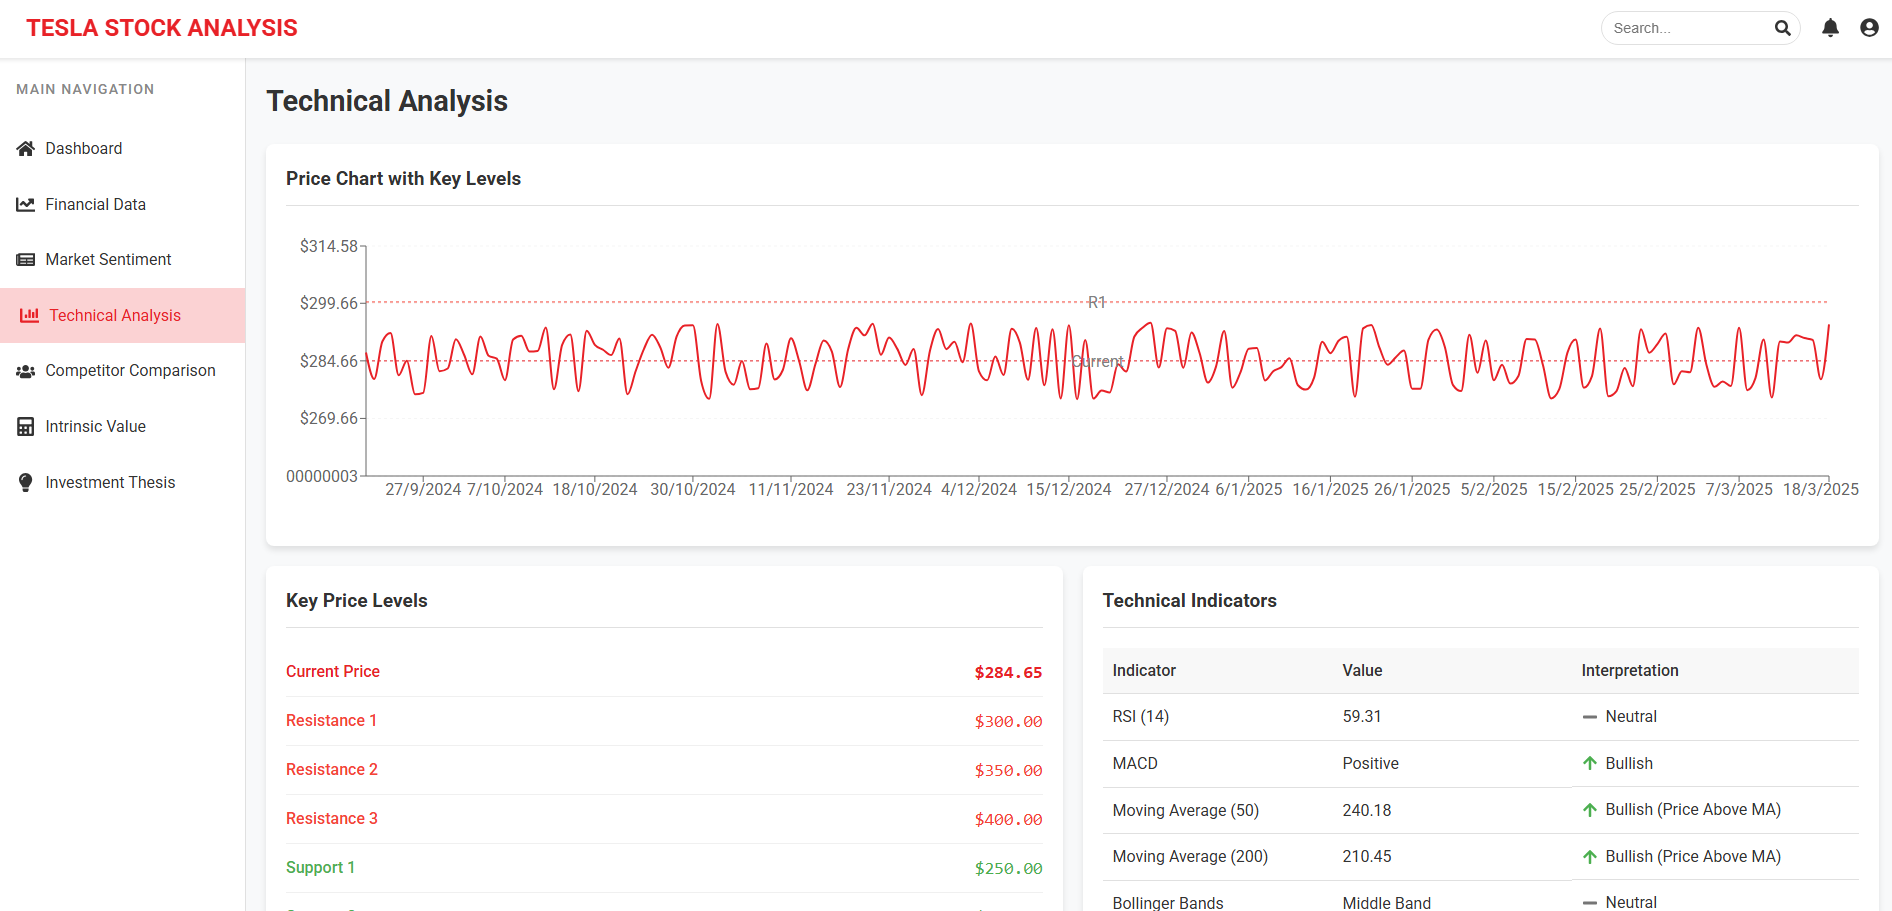 TESLA STOCK ANALYSIS
Search...
MAIN NAVIGATION
Dashboard
Financial Data
Market Sentiment
Technical Analysis
Competitor Comparison
Intrinsic Value
Investment Thesis
Technical Analysis
Price Chart with Key Levels
$314.58
$299.66
R1
$284.66
Current
$269.66
00000003
27/9/2024 7/10/2024 18/10/2024 30/10/2024 11/11/2024 23/11/2024 4/12/2024 15/12/2024 27/12/2024 6/1/2025 16/1/2025 26/1/2025 5/2/2025 15/2/2025 25/2/2025 7/3/2025 18/3/2025
Key Price Levels
Current Price $284.65
Resistance 1 $300.00
Resistance 2 $350.00
Resistance 3 $400.00
Support 1 $250.00
Technical Indicators
Indicator Value Interpretation
RSI (14) 59.31 Neutral
MACD Positive Bullish
Moving Average (50) 240.18 Bullish (Price Above MA)
Moving Average (200) 210.45 Bullish (Price Above MA)
Bollinger Bands Middle Band Neutral